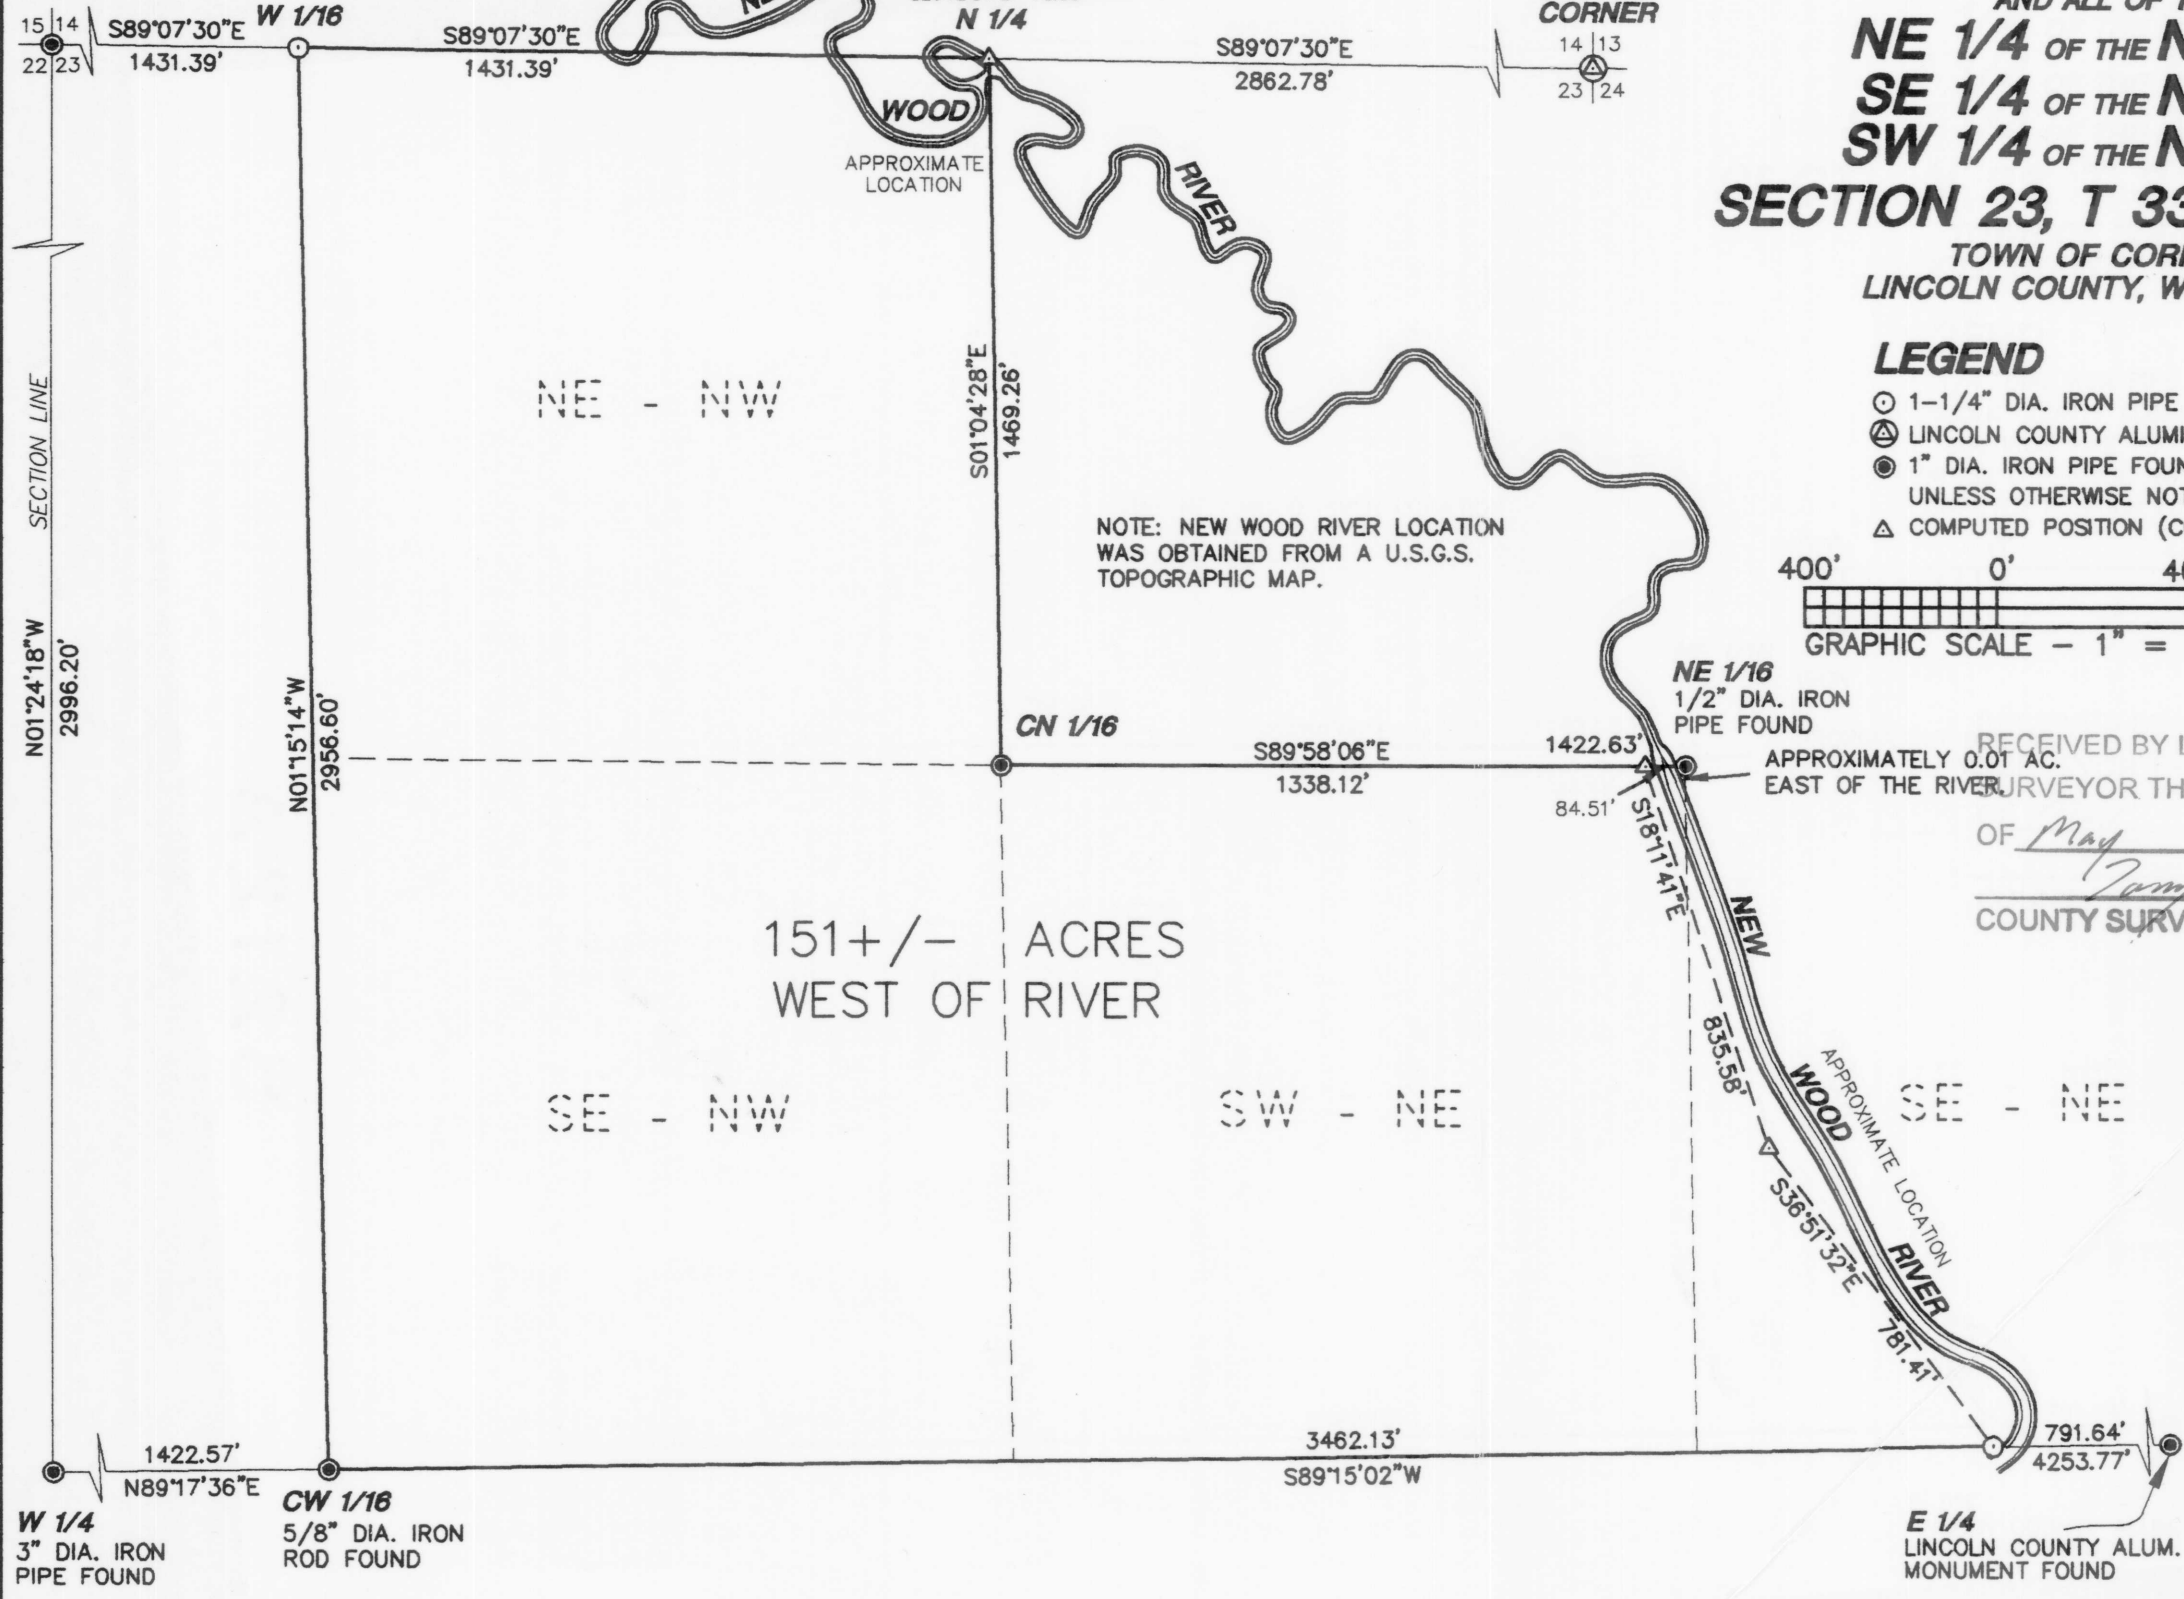 15 14
22 23
S89°07'30"E
1431.39'
W 1/16
S89°07'30"E
1431.39'
N 1/4
WOOD
APPROXIMATE
LOCATION
S89°07'30"E
2862.78'
CORNER
14 13
23 24
RIVER
NE 1/4 OF THE
SE 1/4 OF THE
SW 1/4 OF THE
SECTION 23, T 33
TOWN OF
LINCOLN COUNTY,
LEGEND
1-1/4" DIA. IRON PIPE
LINCOLN COUNTY
1" DIA. IRON PIPE
UNLESS OTHERWISE
COMPUTED POSITION
400' 0'
GRAPHIC SCALE - 1" =
SECTION LINE
N01°24'18"W
2996.20'
NE - NW
S01°04'28"E
1469.26'
NOTE: NEW WOOD RIVER LOCATION
WAS OBTAINED FROM A U.S.G.S.
TOPOGRAPHIC MAP.
N01°15'14"W
2956.60'
CN 1/16
S89°58'06"E
1338.12'
1422.63'
84.51'
NE 1/16
1/2" DIA. IRON
PIPE FOUND
APPROXIMATELY 0.01 AC.
EAST OF THE RIVER.
RECEIVED BY
SURVEYOR
OF May
COUNTY
S18°11'41"E
835.58'
NEW
WOOD
RIVER
APPROXIMATE LOCATION
151+/- ACRES
WEST OF RIVER
SE - NW
SW - NE
SE - NE
S36°51'32"E
781.41'
1422.57'
N89°17'36"E
3462.13'
S89°15'02"W
791.64'
4253.77'
W 1/4
3" DIA. IRON
PIPE FOUND
CW 1/16
5/8" DIA. IRON
ROD FOUND
E 1/4
LINCOLN COUNTY ALUM.
MONUMENT FOUND